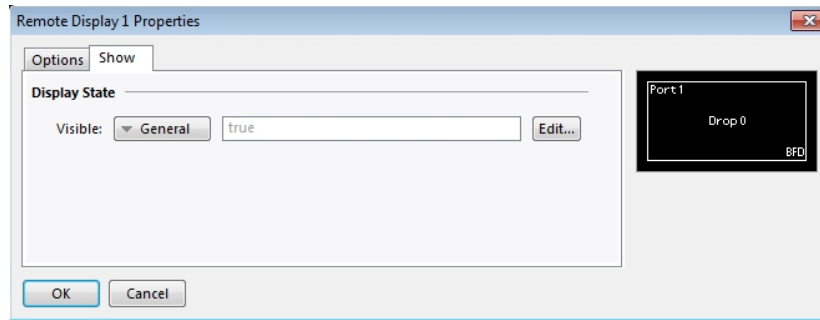 Remote Display 1 Properties
Options Show
Display State
Visible: General true Edit...
Port 1
Drop 0
BFD
OK Cancel